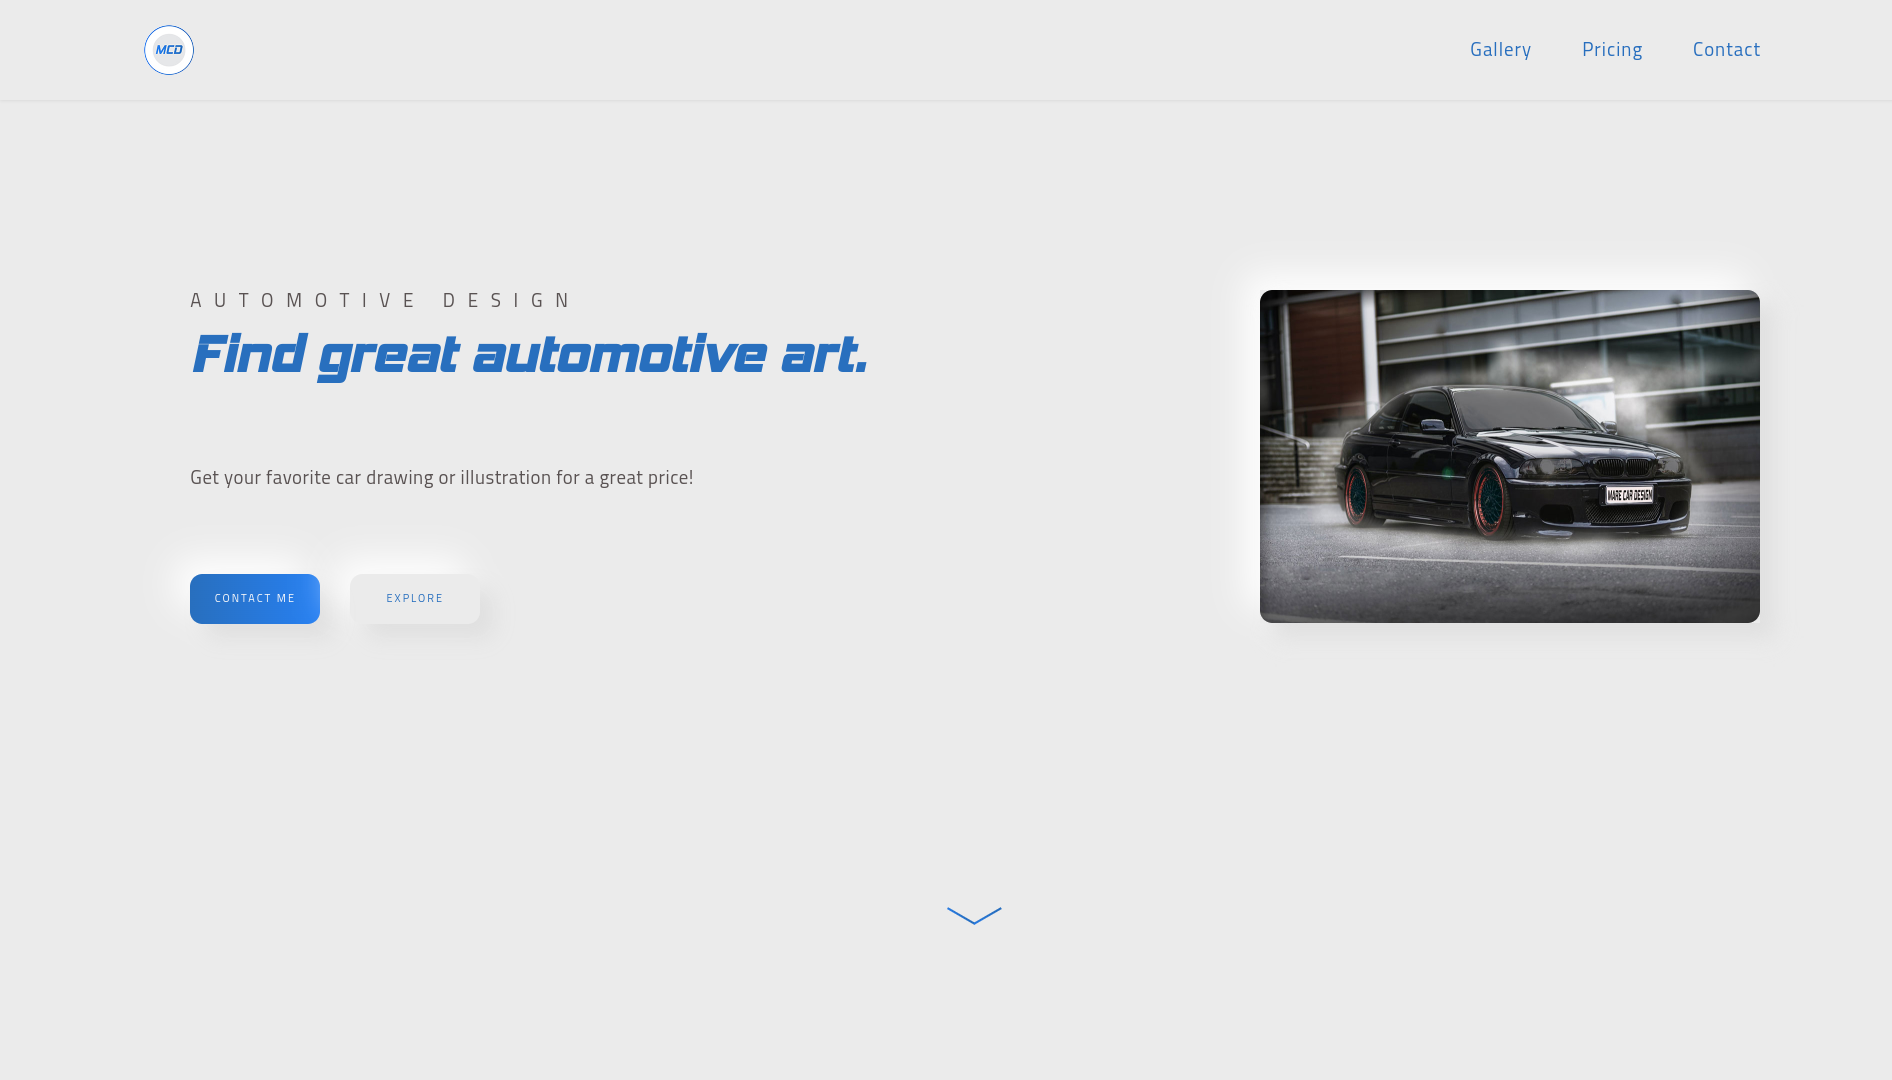 MCD
Gallery Pricing Contact
AUTOMOTIVE DESIGN
Find great automotive art.
Get your favorite car drawing or illustration for a great price!
CONTACT ME
EXPLORE
MARE CAR DESIGN